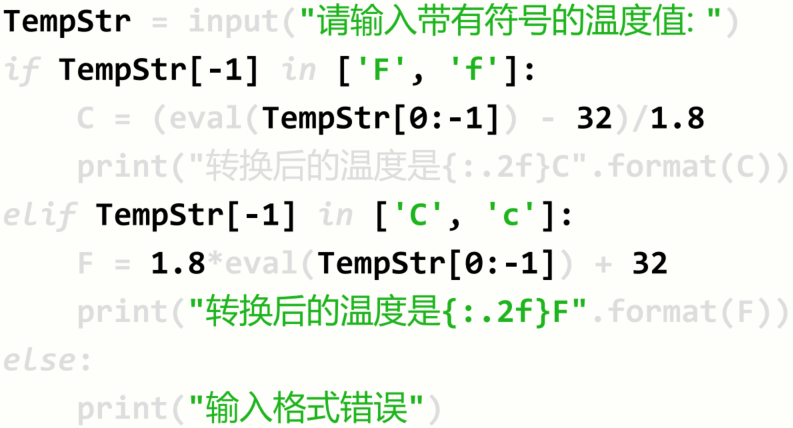 TempStr = input("请输入带有符号的温度值: ")
if TempStr[-1] in ['F', 'f']:
    C = (eval(TempStr[0:-1]) - 32)/1.8
    print("转换后的温度是{:.2f}C".format(C))
elif TempStr[-1] in ['C', 'c']:
    F = 1.8*eval(TempStr[0:-1]) + 32
    print("转换后的温度是{:.2f}F".format(F))
else:
    print("输入格式错误")